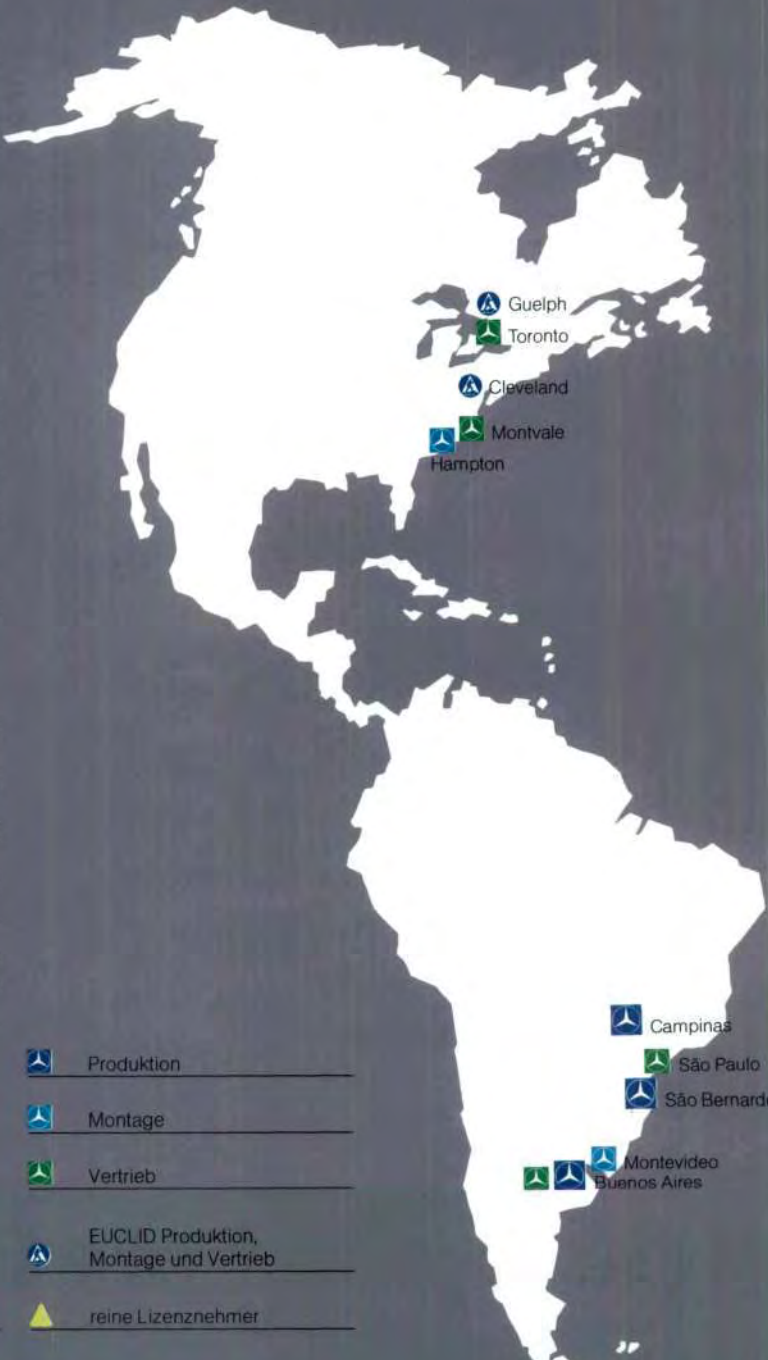 Guelph
Toronto
Cleveland
Montvale
Hampton
Campinas
São Paulo
São Bernardo
Montevideo
Buenos Aires
Produktion
Montage
Vertrieb
EUCLID Produktion,
Montage und Vertrieb
reine Lizenznehmer